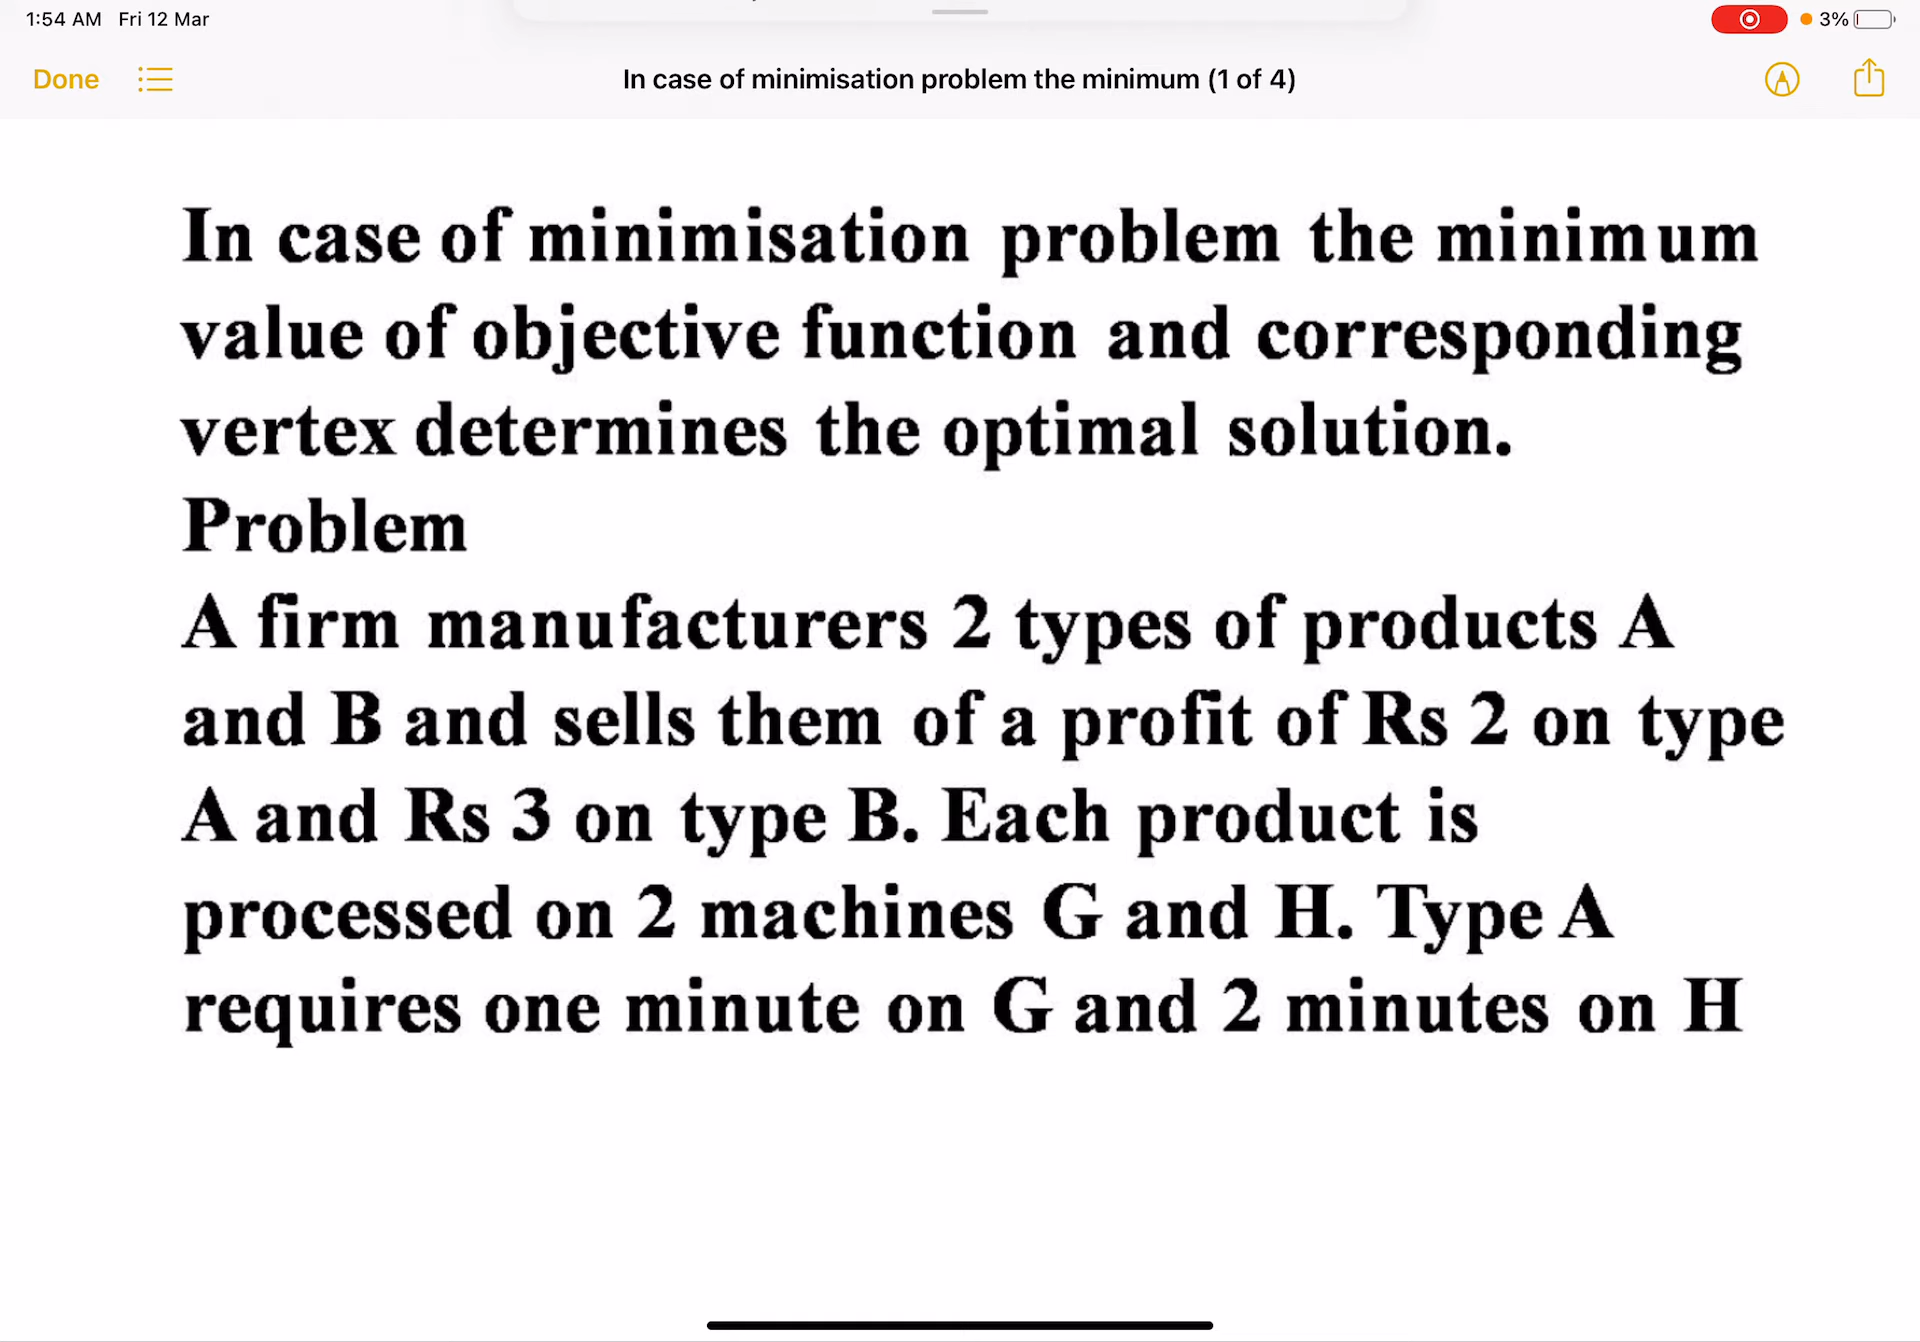 1:54 AM Fri 12 Mar
3%
Done
In case of minimisation problem the minimum (1 of 4)
In case of minimisation problem the minimum
value of objective function and corresponding
vertex determines the optimal solution.
Problem
A firm manufacturers 2 types of products A
and B and sells them of a profit of Rs 2 on type
A and Rs 3 on type B. Each product is
processed on 2 machines G and H. Type A
requires one minute on G and 2 minutes on H